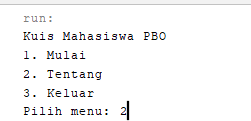 run:
Kuis Mahasiswa PBO
1. Mulai
2. Tentang
3. Keluar
Pilih menu: 2